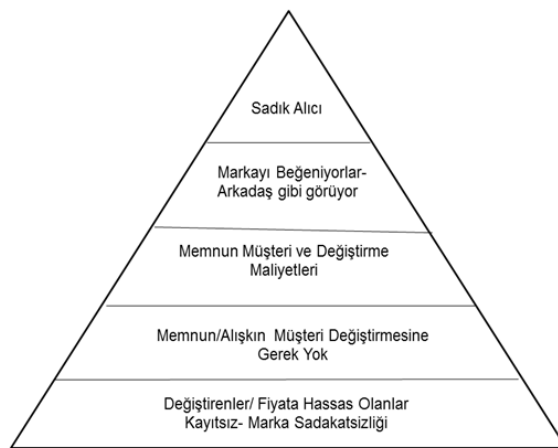 Sadık Alıcı
Markayı Beğeniyorlar-
Arkadaş gibi görüyor
Memnun Müşteri ve Değiştirme
Maliyetleri
Memnun/Alışkın Müşteri Değiştirmesine
Gerek Yok
Değiştirenler/ Fiyata Hassas Olanlar
Kayıtsız- Marka Sadakatsizliği